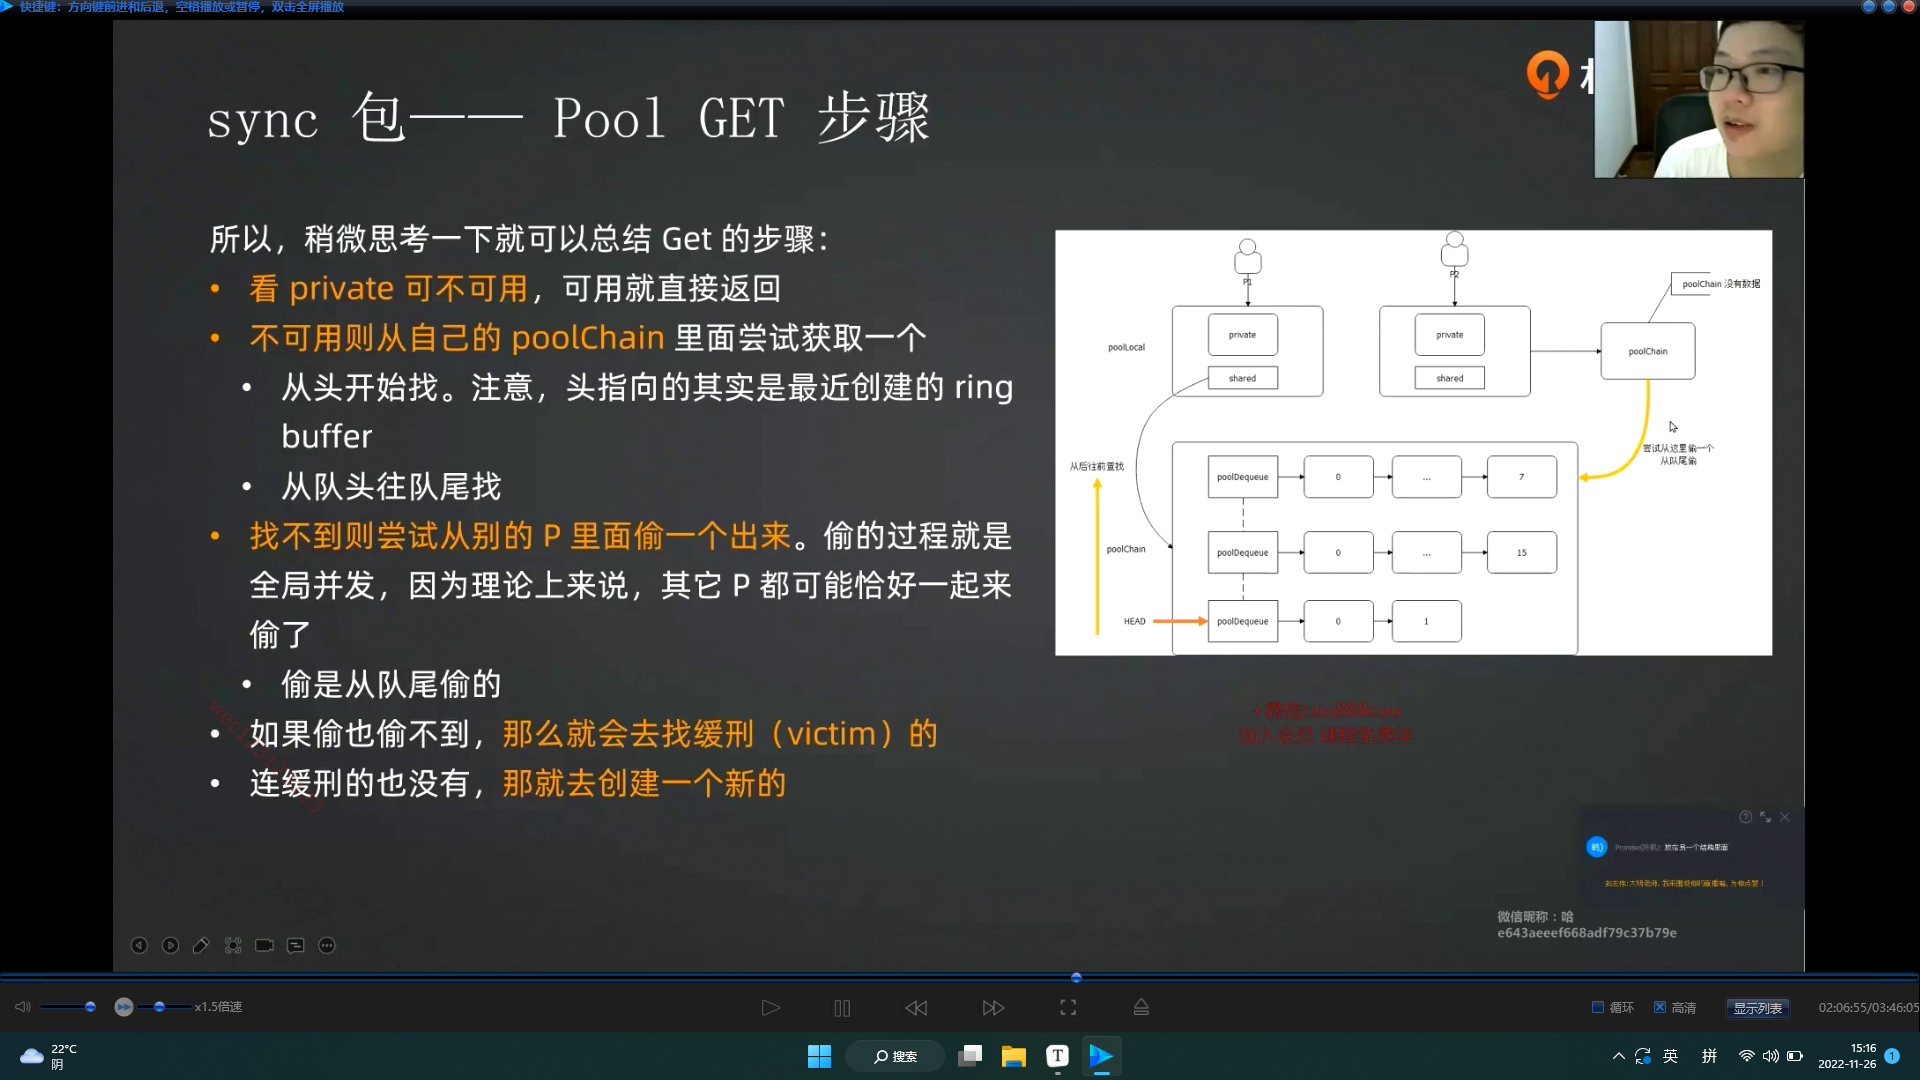 快捷键：方向键前进和后退，空格播放或暂停，双击全屏播放
sync 包—— Pool GET 步骤
所以，稍微思考一下就可以总结 Get 的步骤：
• 看 private 可不可用，可用就直接返回
• 不可用则从自己的 poolChain 里面尝试获取一个
• 从头开始找。注意，头指向的其实是最近创建的 ring
buffer
• 从队头往队尾找
• 找不到则尝试从别的 P 里面偷一个出来。偷的过程就是
全局并发，因为理论上来说，其它 P 都可能恰好一起来
偷了
• 偷是从队尾偷的
• 如果偷也偷不到，那么就会去找缓刑（victim）的
• 连缓刑的也没有，那就去创建一个新的
P1
P2
poolChain 没有数据
private
private
poolLocal
poolChain
shared
shared
尝试从这里偷一个
从队尾偷
从后往前查找
poolDequeue
0
...
7
poolChain
poolDequeue
0
...
15
HEAD
poolDequeue
0
1
放在另一个结构里面
微信昵称：哈
e643aeeef668adf79c37b79e
x1.5倍速
循环
高清
显示列表
02:06:55/03:46:05
22°C
阴
搜索
T
英
拼
15:16
2022-11-26
1